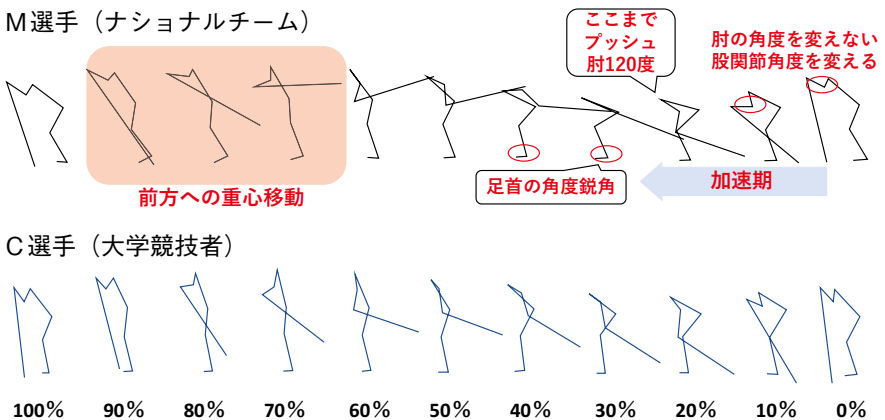 M選手（ナショナルチーム）
ここまで
プッシュ
肘120度
肘の角度を変えない
股関節角度を変える
前方への重心移動
足首の角度鋭角
加速期
C選手（大学競技者）
100% 90% 80% 70% 60% 50% 40% 30% 20% 10% 0%